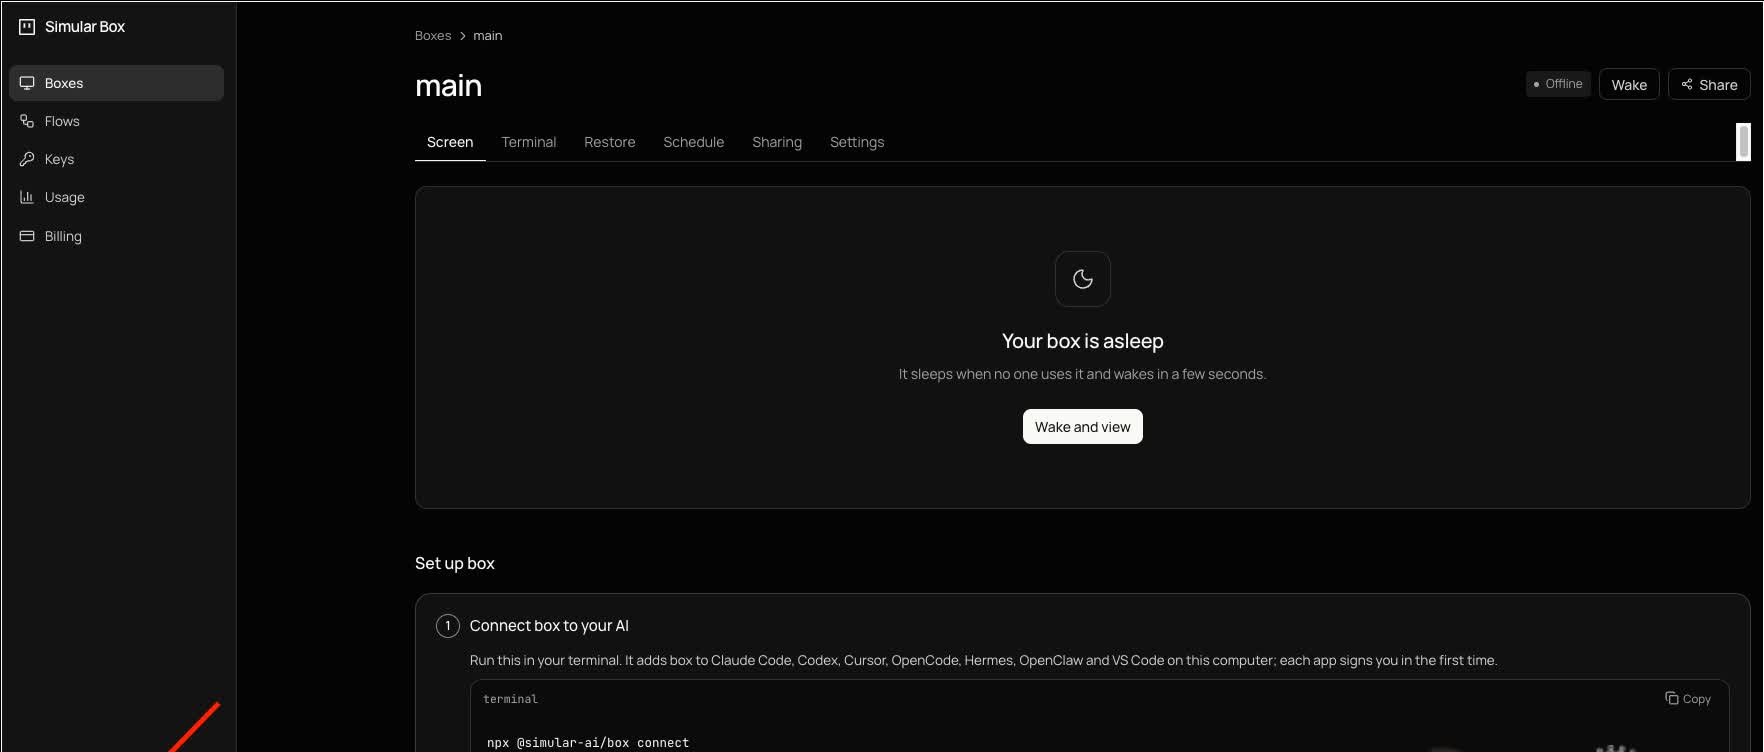 Simular Box
Boxes
Flows
Keys
Usage
Billing
Boxes > main
main
Offline
Wake
Share
Screen
Terminal
Restore
Schedule
Sharing
Settings
Your box is asleep
It sleeps when no one uses it and wakes in a few seconds.
Wake and view
Set up box
1 Connect box to your AI
Run this in your terminal. It adds box to Claude Code, Codex, Cursor, OpenCode, Hermes, OpenClaw and VS Code on this computer; each app signs you in the first time.
terminal
Copy
npx @simular-ai/box connect